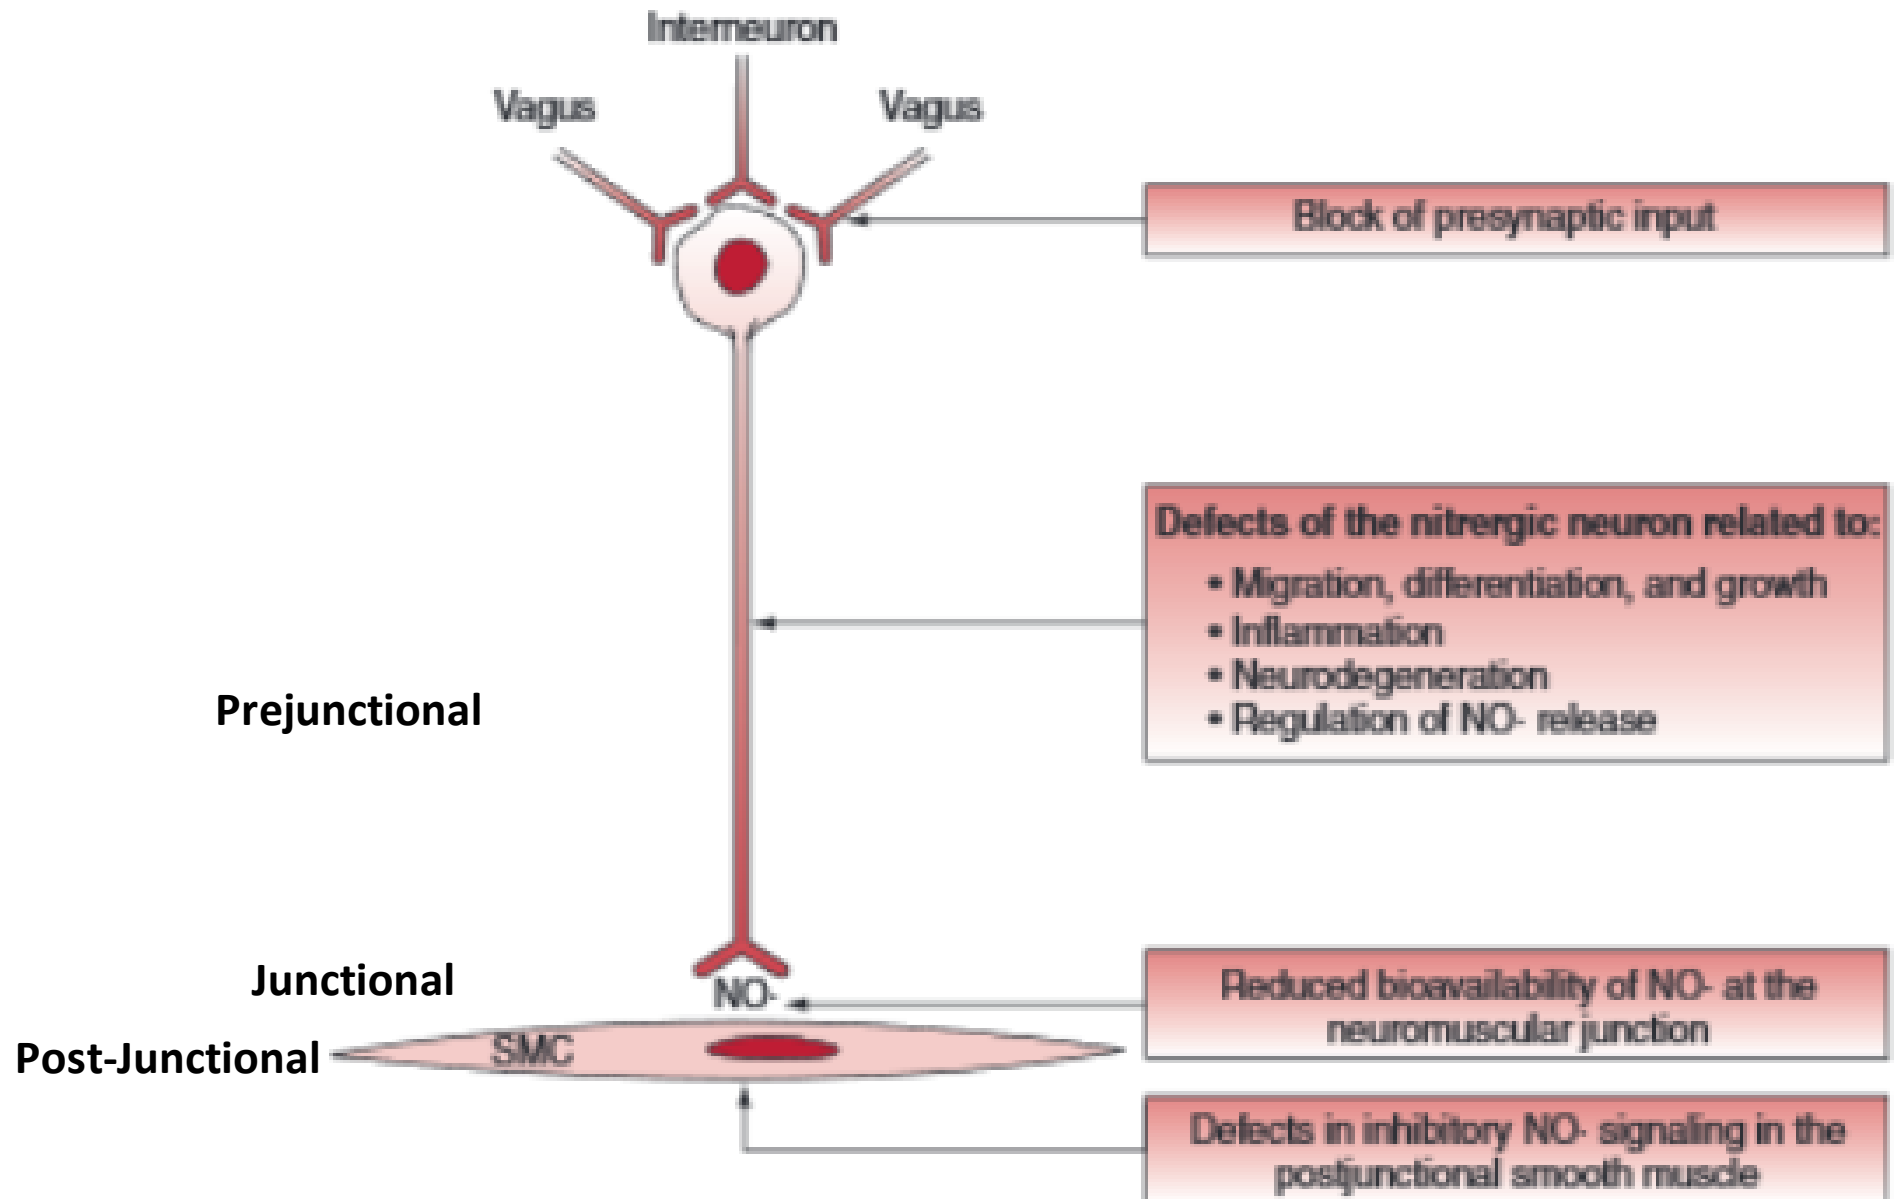 Interneuron
Vagus
Vagus
Block of presynaptic input
Defects of the nitrergic neuron related to:
• Migration, differentiation, and growth
• Inflammation
• Neurodegeneration
• Regulation of NO- release
Prejunctional
Junctional
NO-
Reduced bioavailability of NO- at the
neuromuscular junction
Post-Junctional
SMC
Defects in inhibitory NO- signaling in the
postjunctional smooth muscle